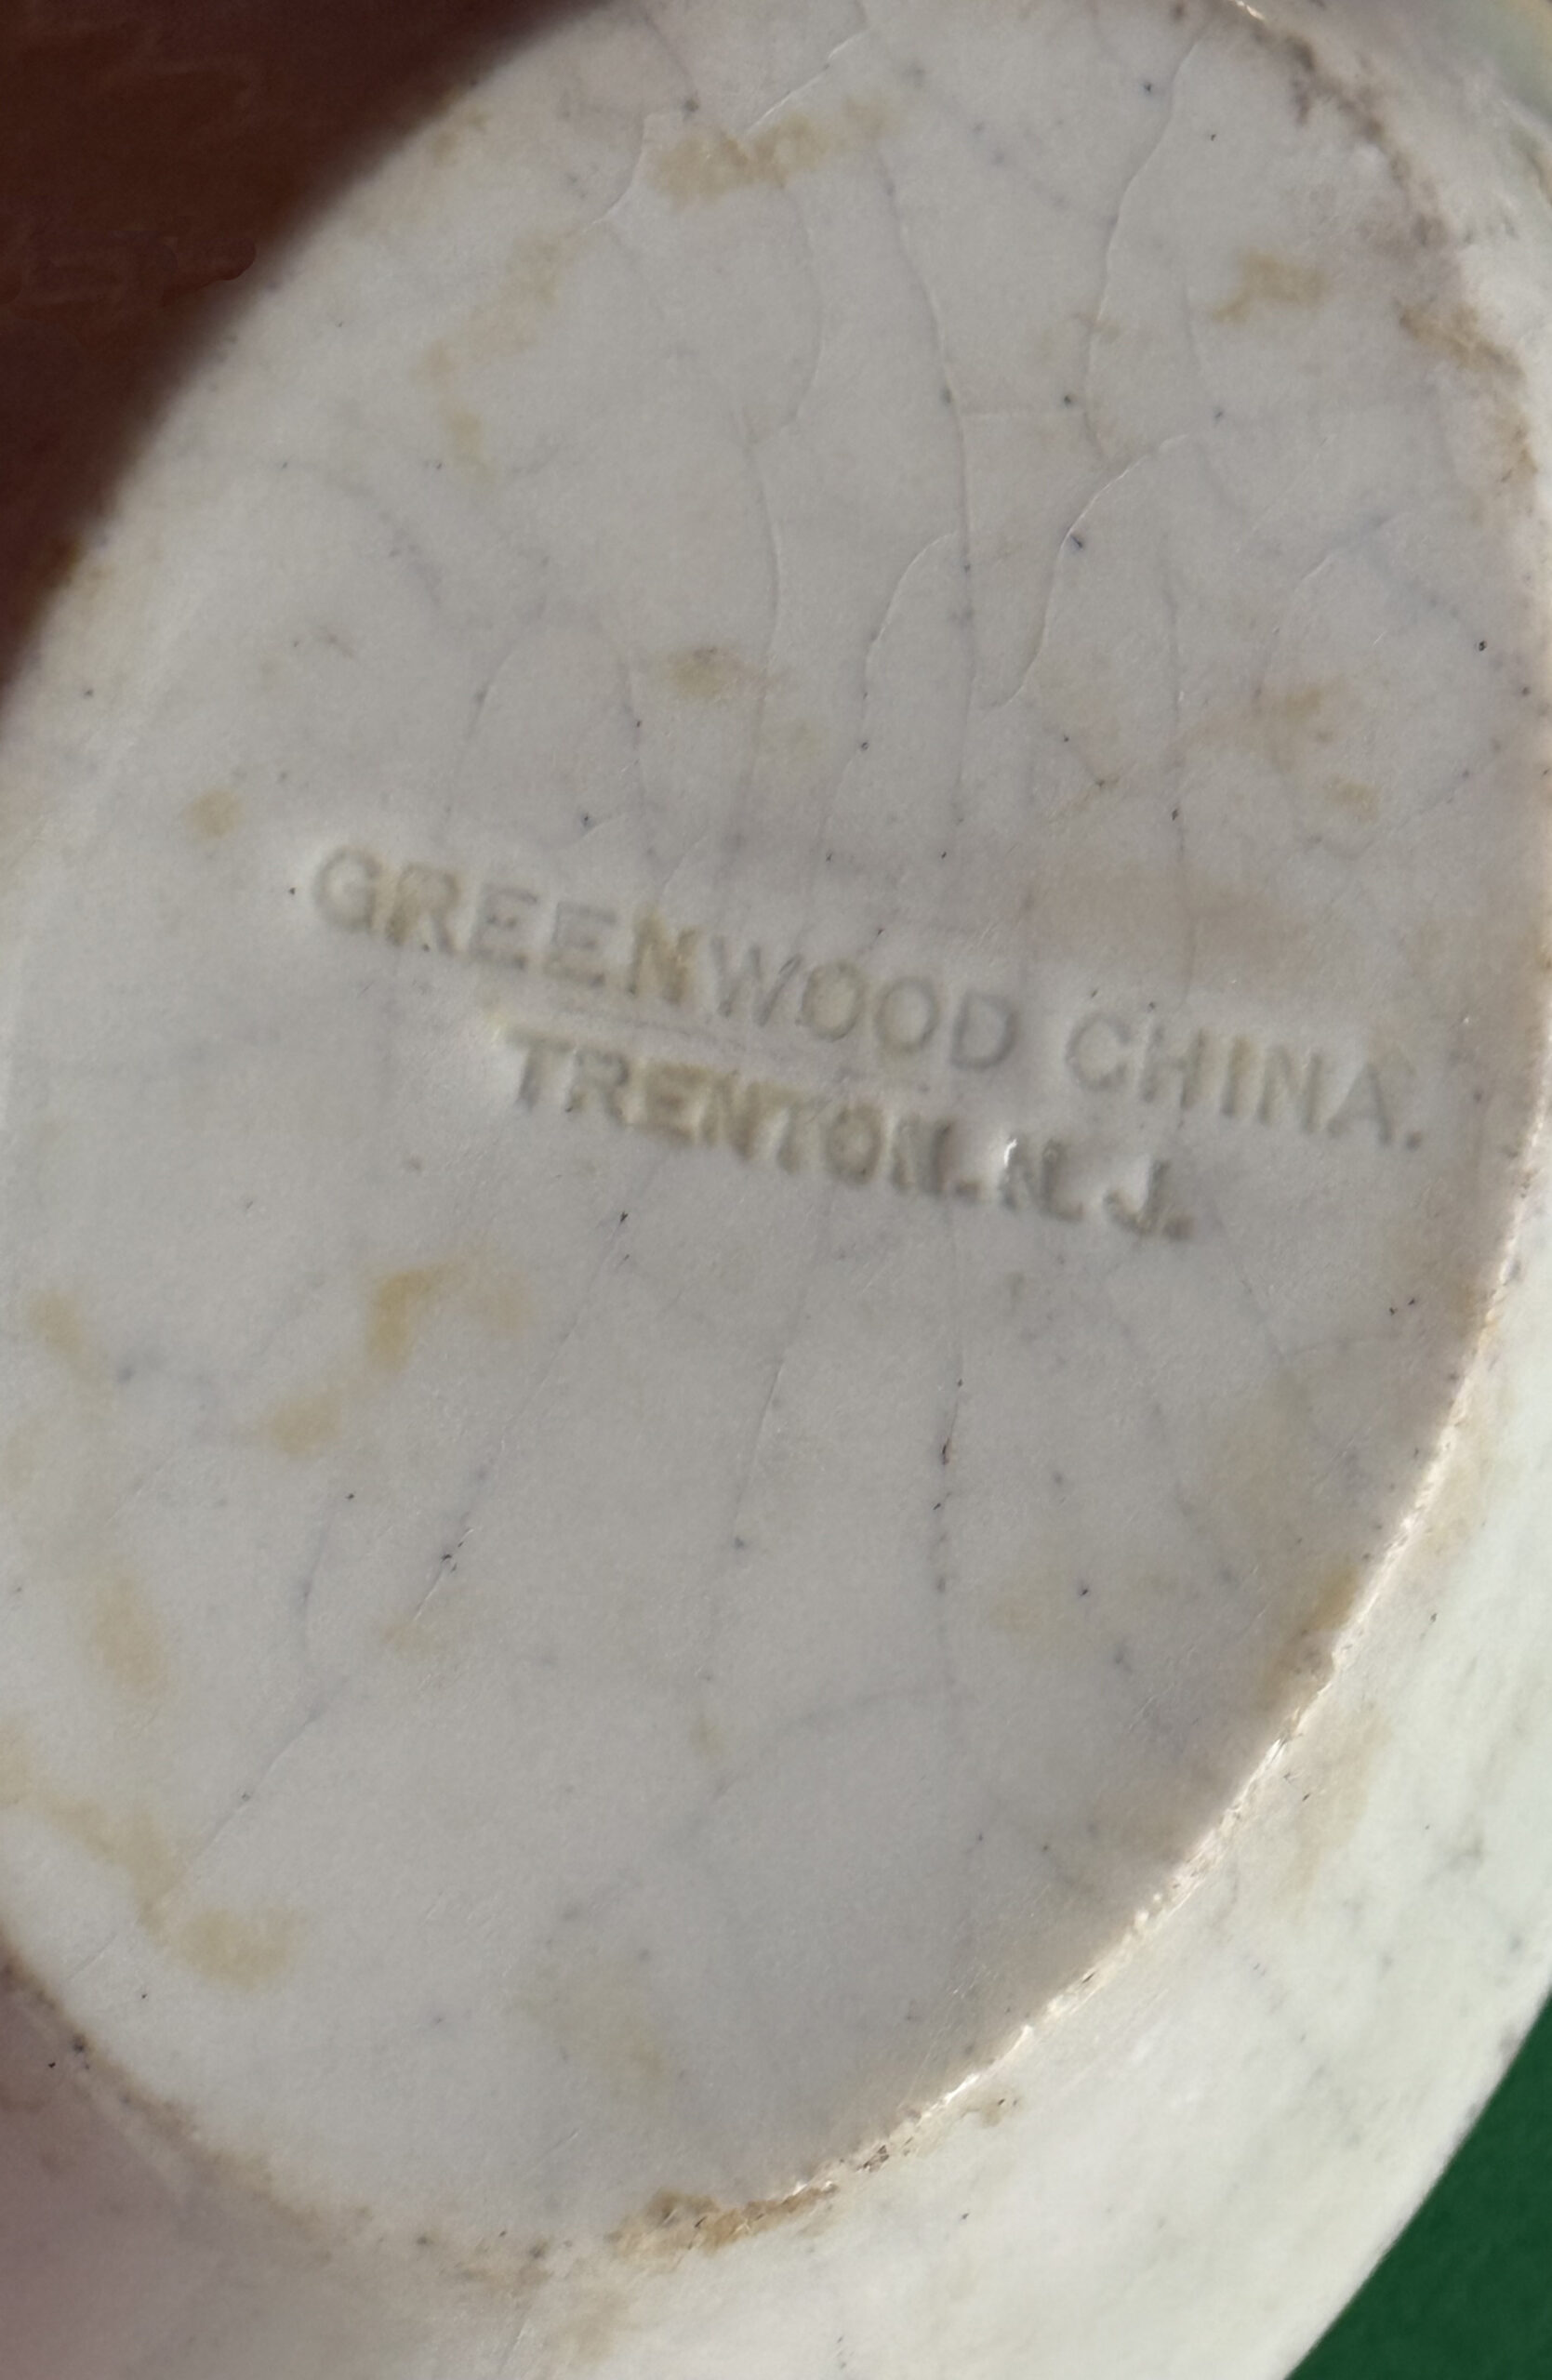 GREENWOOD CHINA.
TRENTON. N. J.